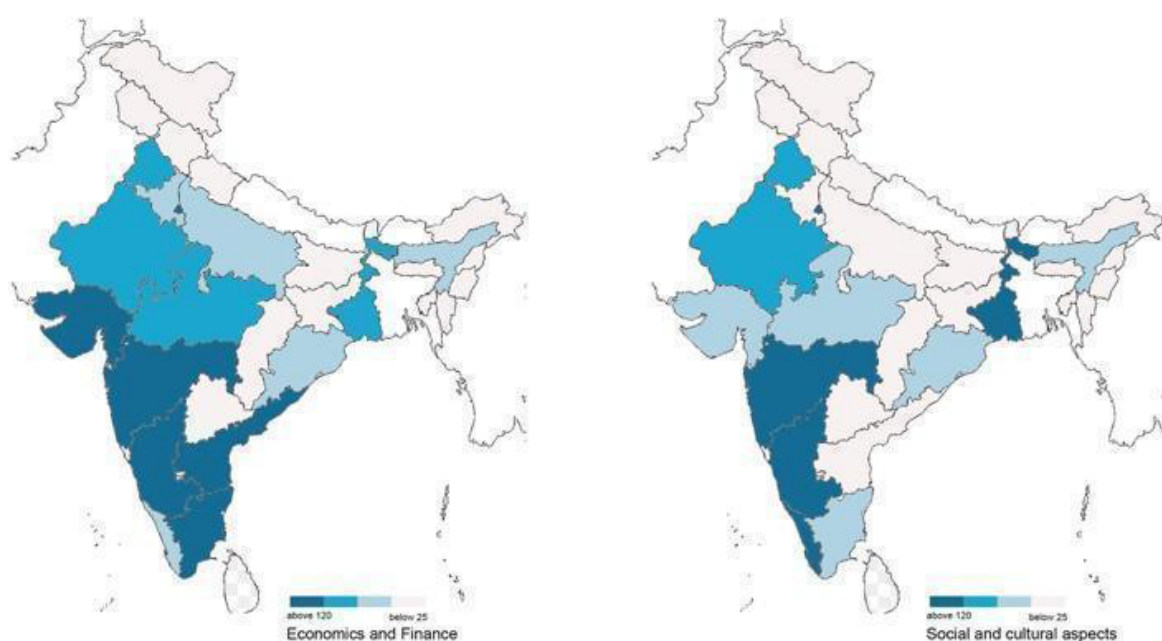 above 120 below 25
Economics and Finance
above 120 below 25
Social and cultural aspects